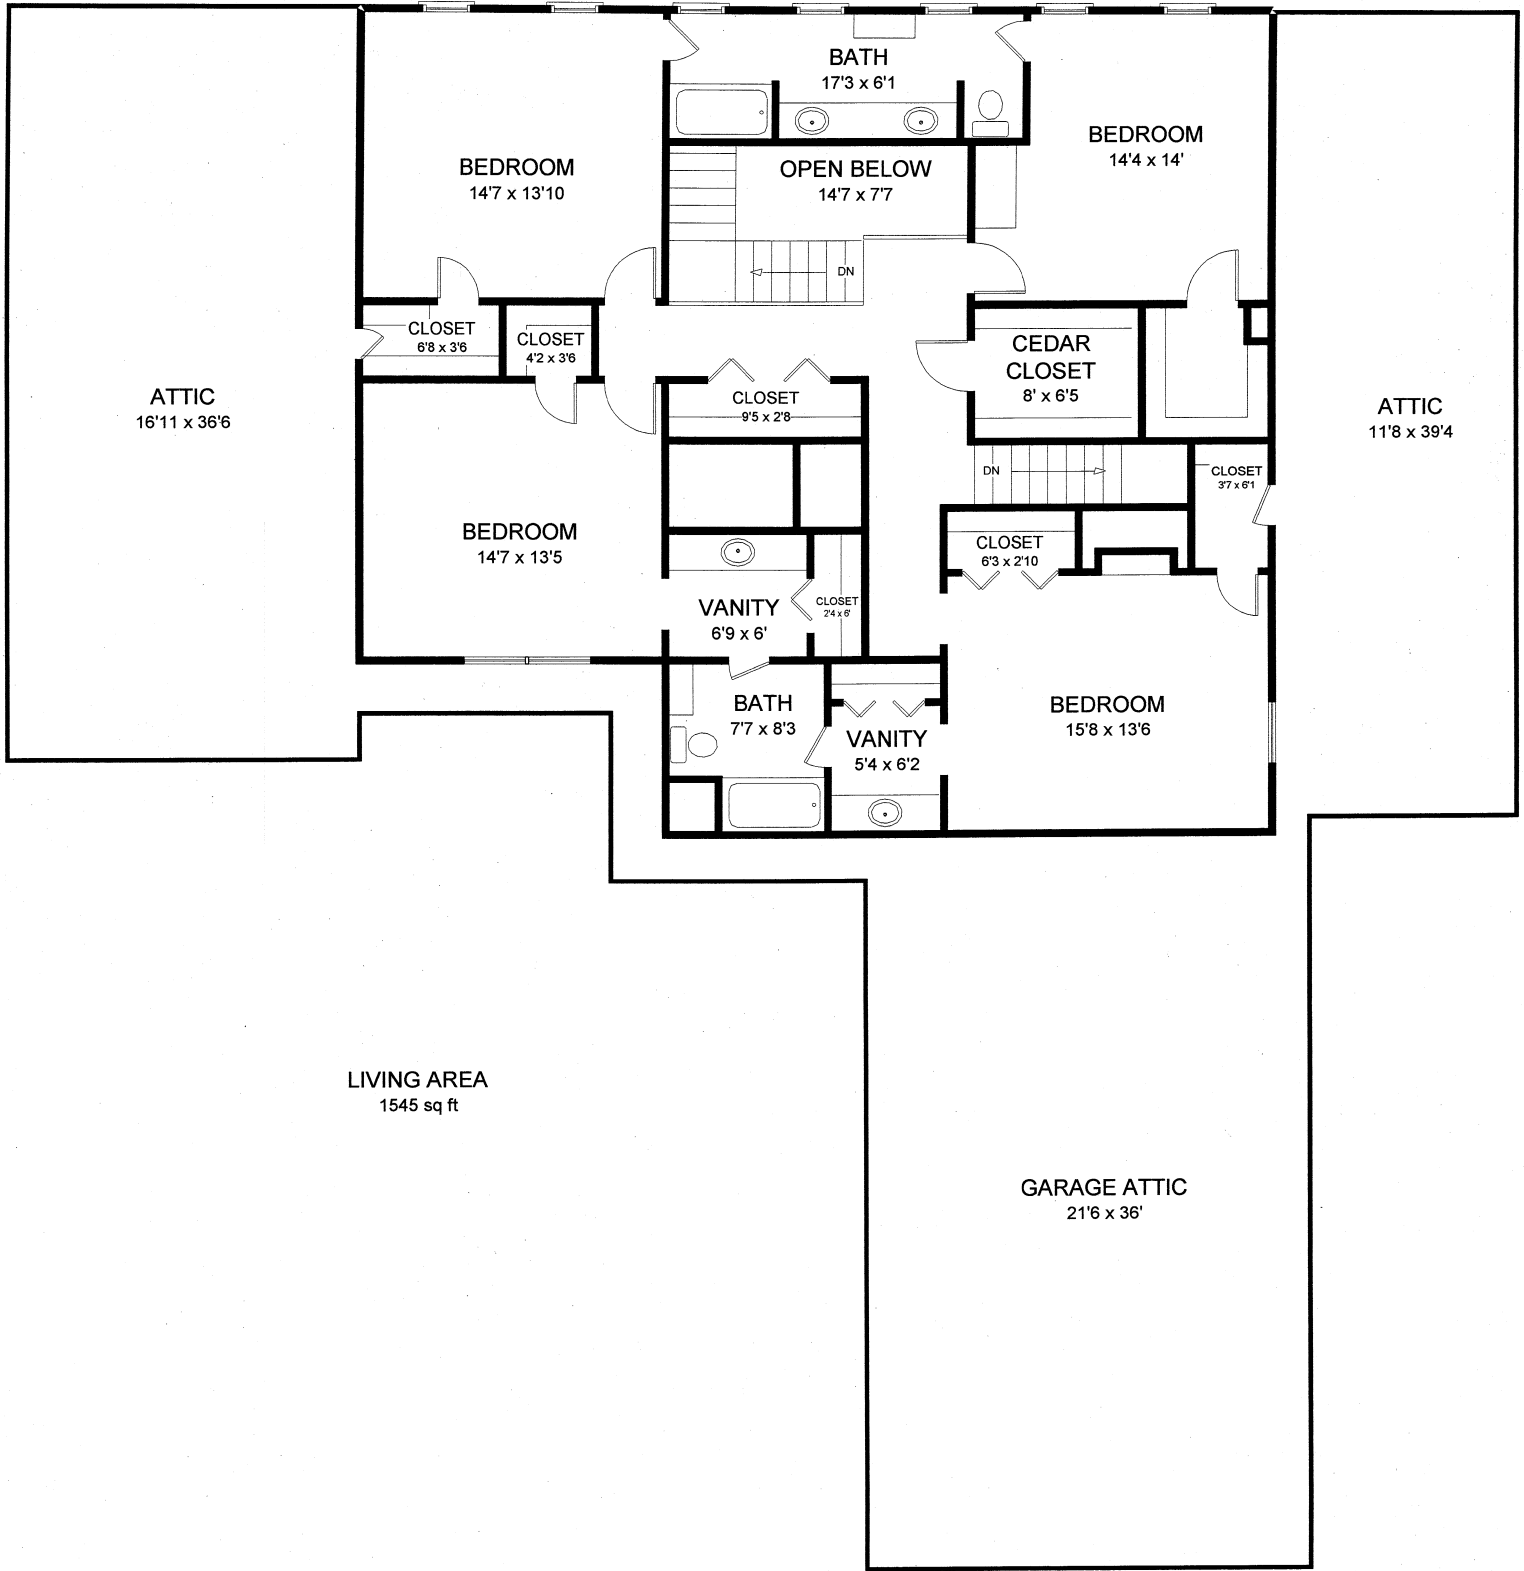 BATH
17'3 x 6'1
BEDROOM
14'4 x 14'
BEDROOM
14'7 x 13'10
OPEN BELOW
14'7 x 7'7
DN
CLOSET
6'8 x 3'6
CLOSET
4'2 x 3'6
CEDAR
CLOSET
8' x 6'5
ATTIC
16'11 x 36'6
CLOSET
9'5 x 2'8
ATTIC
11'8 x 39'4
DN
CLOSET
3'7 x 6'1
BEDROOM
14'7 x 13'5
CLOSET
6'3 x 2'10
VANITY
6'9 x 6'
CLOSET
2'4 x 6'
BATH
7'7 x 8'3
VANITY
5'4 x 6'2
BEDROOM
15'8 x 13'6
LIVING AREA
1545 sq ft
GARAGE ATTIC
21'6 x 36'